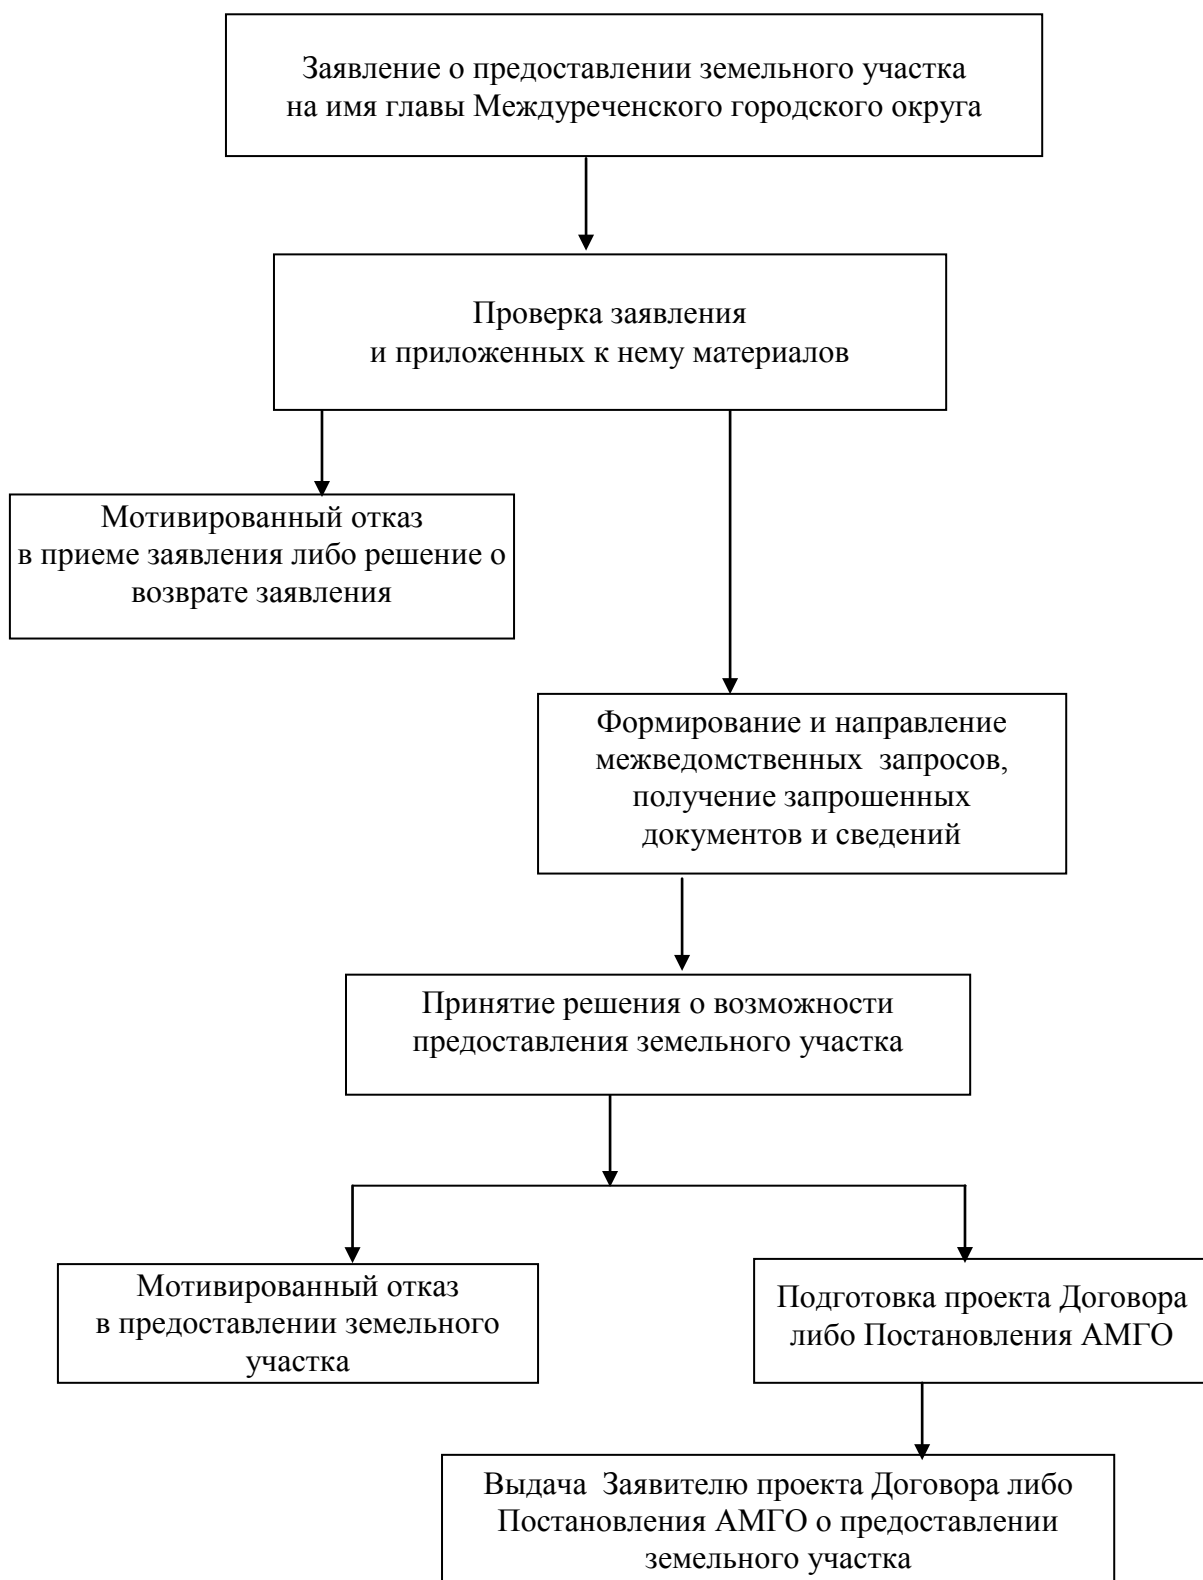 Заявление о предоставлении земельного участка
на имя главы Междуреченского городского округа
Проверка заявления
и приложенных к нему материалов
Мотивированный отказ
в приеме заявления либо решение о
возврате заявления
Формирование и направление
межведомственных запросов,
получение запрошенных
документов и сведений
Принятие решения о возможности
предоставления земельного участка
Мотивированный отказ
в предоставлении земельного
участка
Подготовка проекта Договора
либо Постановления АМГО
Выдача Заявителю проекта Договора либо
Постановления АМГО о предоставлении
земельного участка